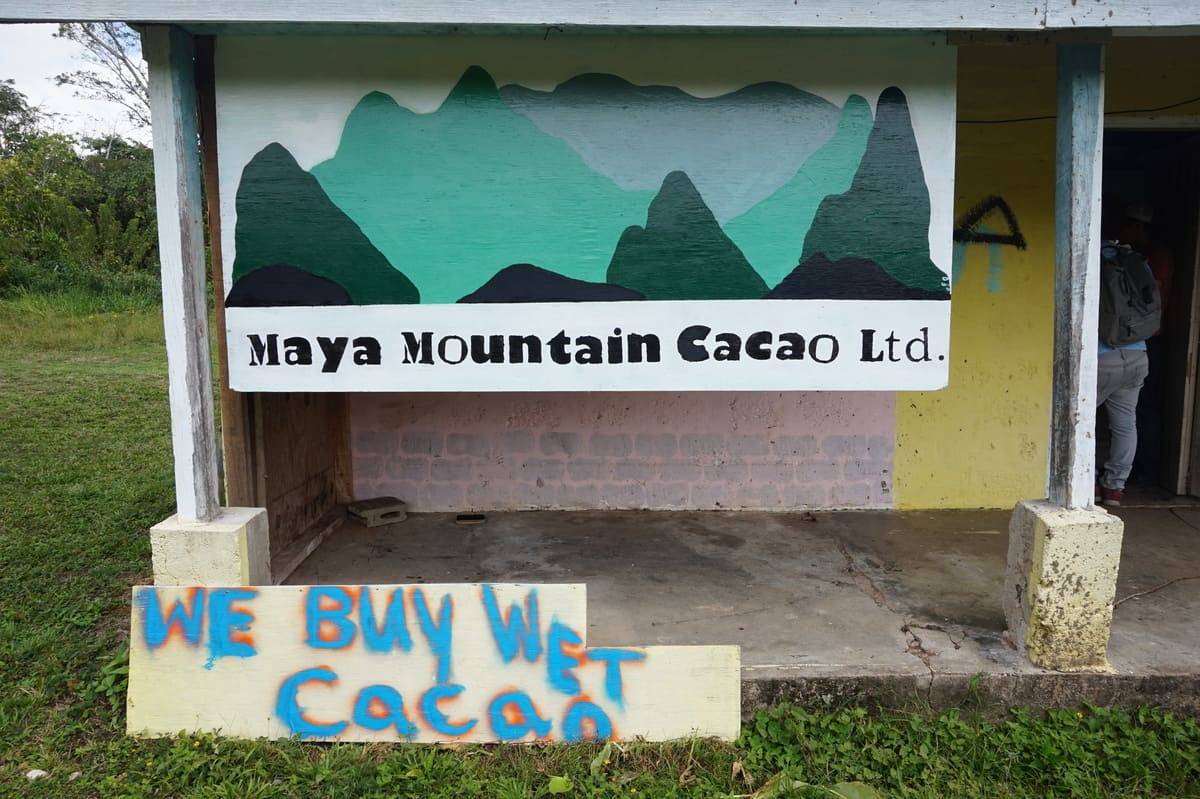 Maya Mountain Cacao Ltd.
WE BUY WET
Cacao